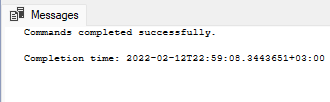 Messages
Commands completed successfully.
Completion time: 2022-02-12T22:59:08.3443651+03:00